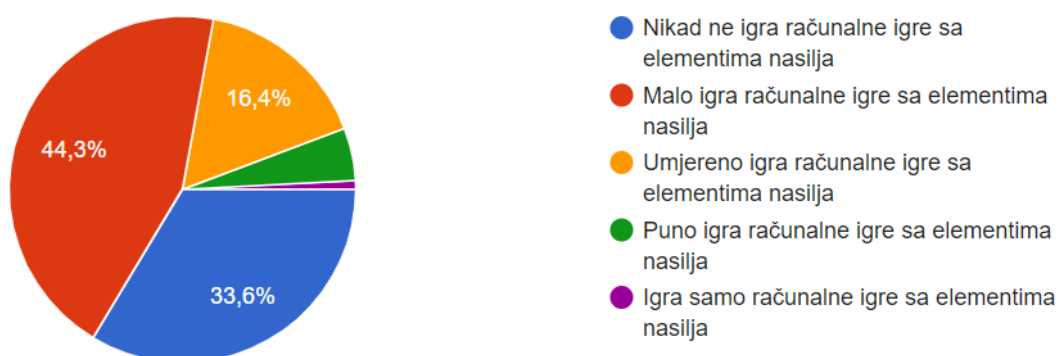 16,4%
44,3%
33,6%
Nikad ne igra računalne igre sa
elementima nasilja
Malo igra računalne igre sa elementima
nasilja
Umjereno igra računalne igre sa
elementima nasilja
Puno igra računalne igre sa elementima
nasilja
Igra samo računalne igre sa elementima
nasilja